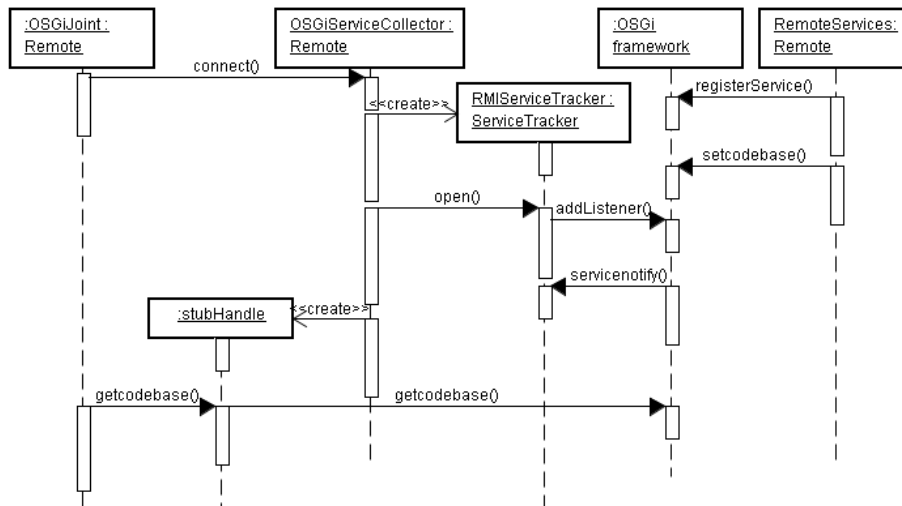 :OSGiJoint :
Remote
OSGiServiceCollector :
Remote
:OSGi
framework
RemoteServices:
Remote
connect()
registerService()
<<create>>
RMIServiceTracker :
ServiceTracker
setcodebase()
open()
addListener()
servicenotify()
<<create>>
:stubHandle
getcodebase()
getcodebase()